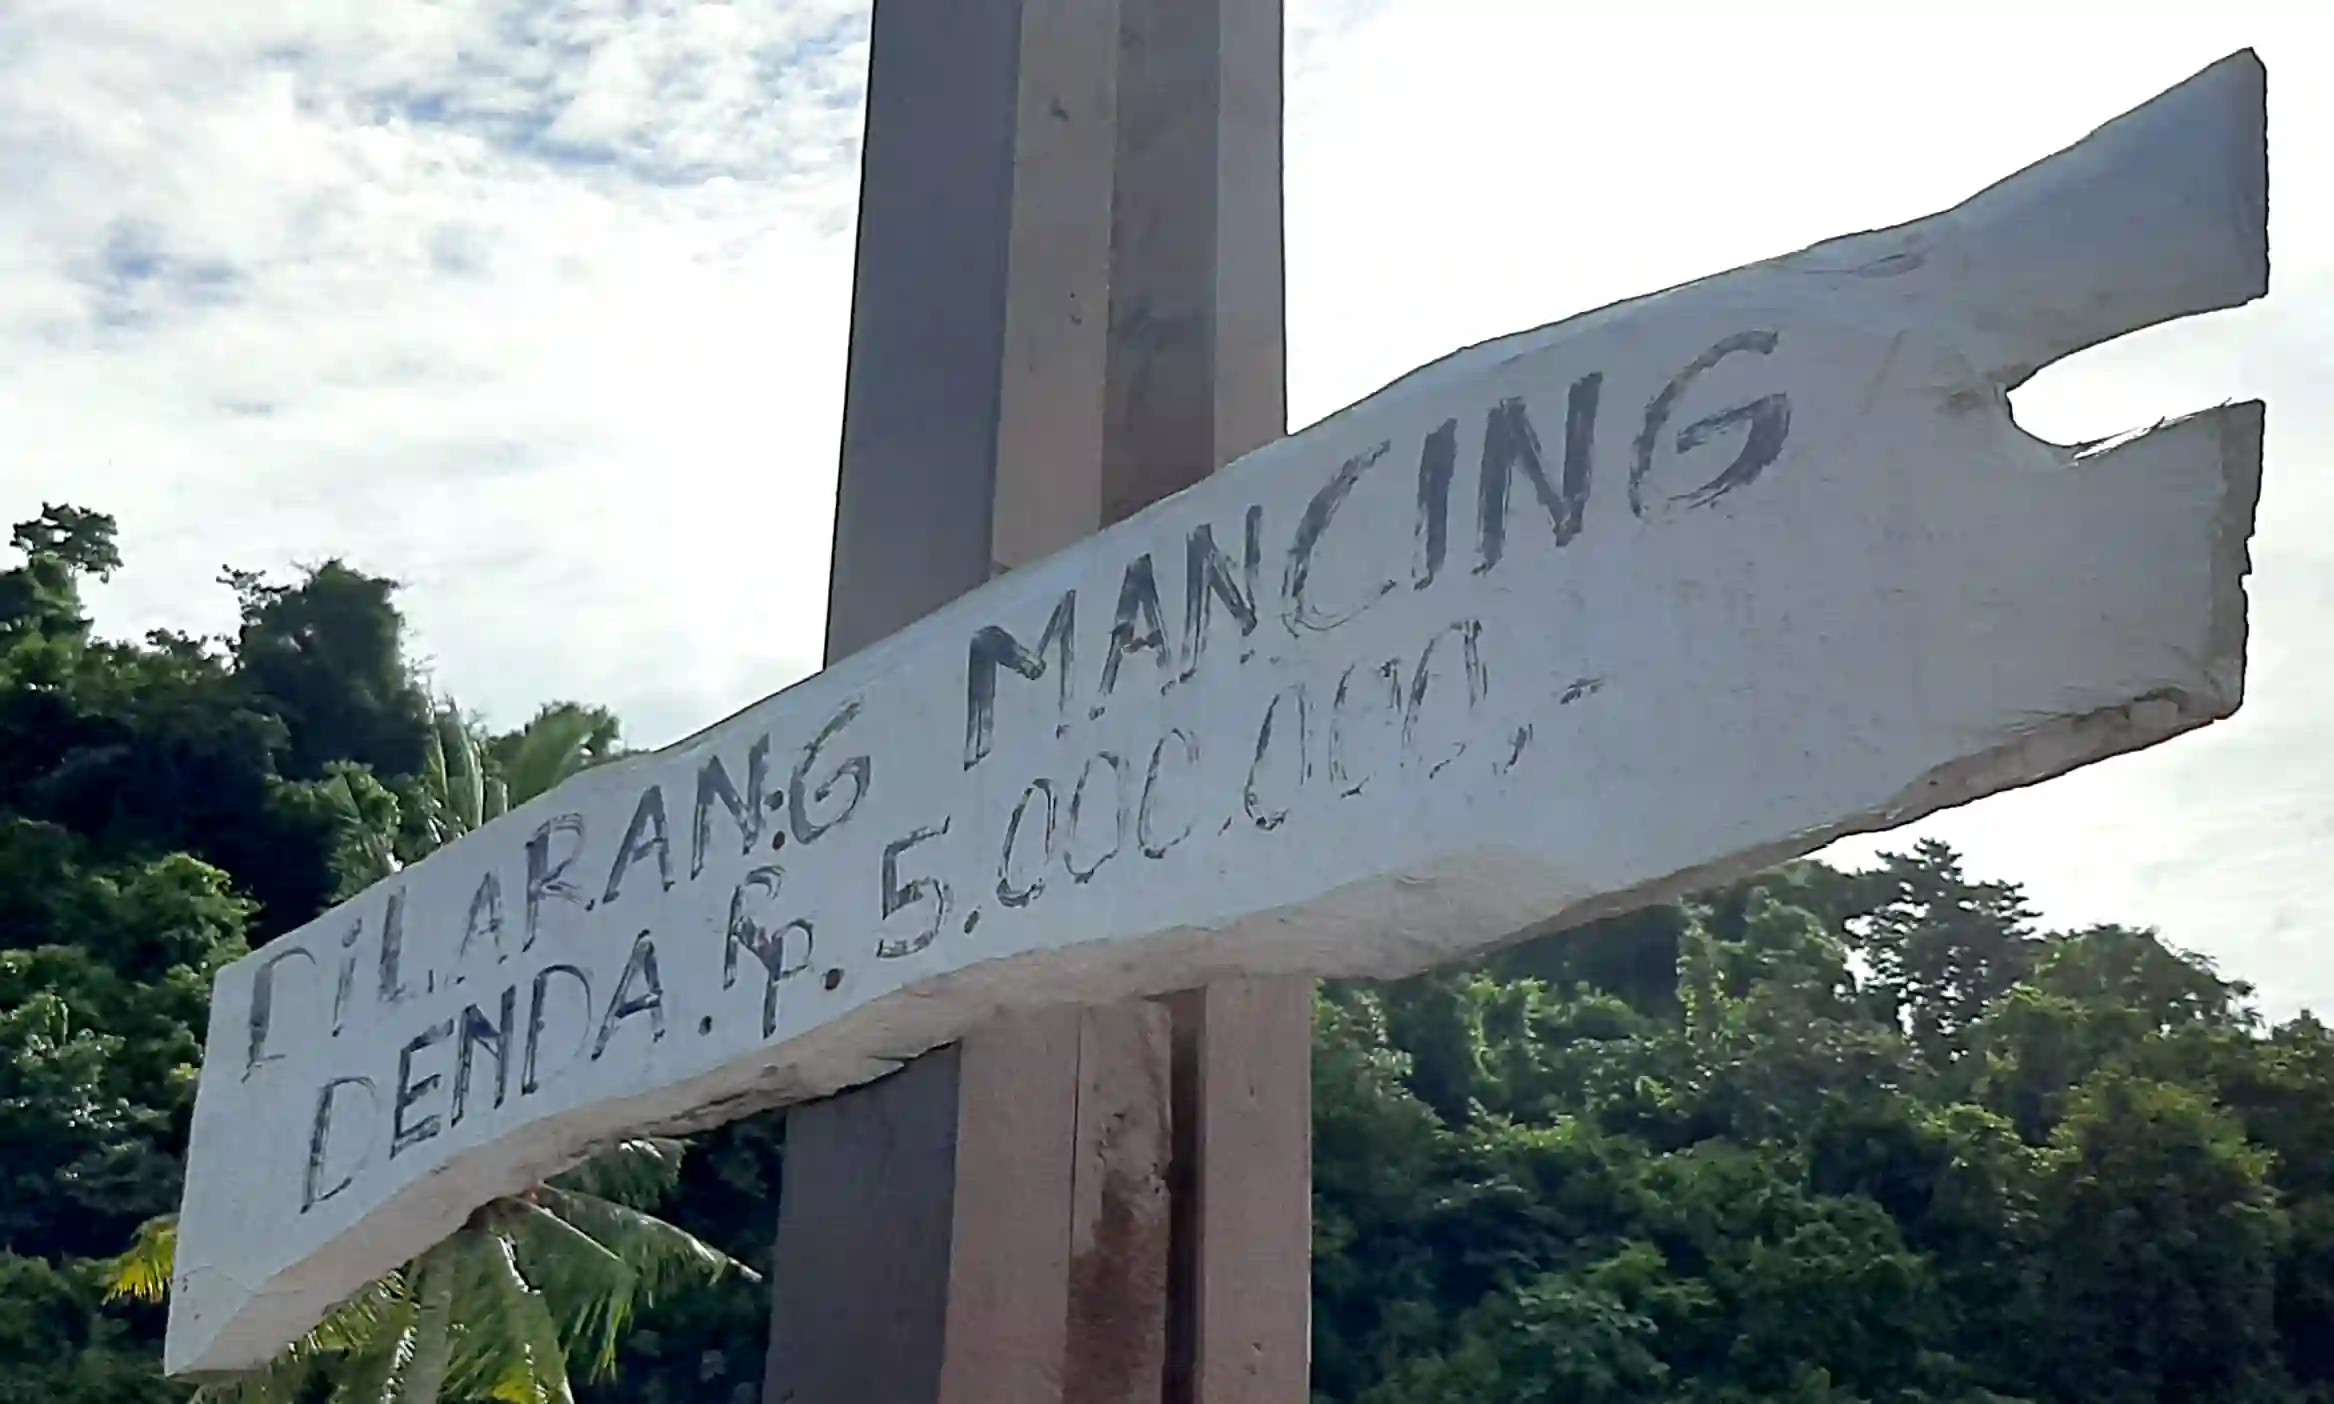 DiLARANG MANCING
DENDA. Rp. 5.000.000,-